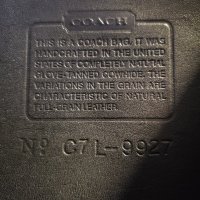 COACH
THIS IS A COACH BAG. IT WAS
HANDCRAFTED IN THE UNITED
STATES OF COMPLETELY NATURAL
GLOVE-TANNED COWHIDE. THE
VARIATIONS IN THE GRAIN ARE
CHARACTERISTIC OF NATURAL
FULL-GRAIN LEATHER.
Nº C7L-9927